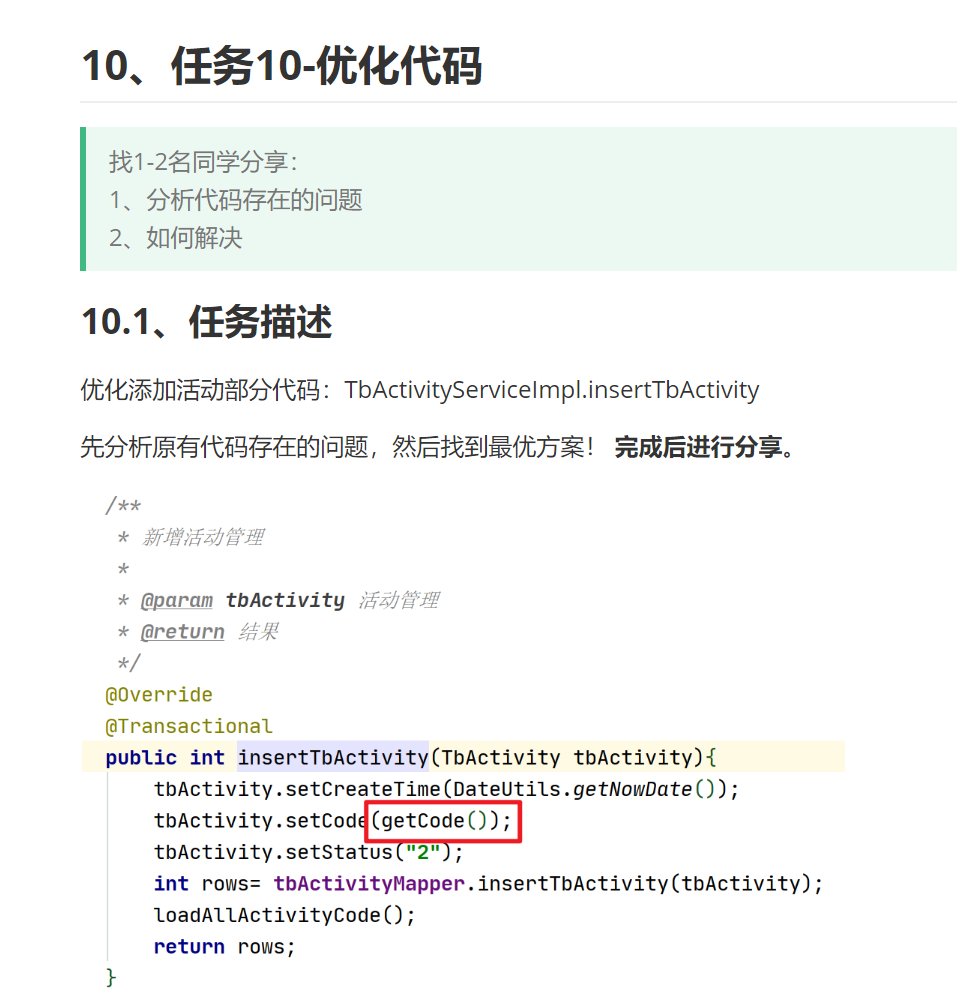 10、任务10-优化代码
找1-2名同学分享：
1、分析代码存在的问题
2、如何解决
10.1、任务描述
优化添加活动部分代码：TbActivityServiceImpl.insertTbActivity
先分析原有代码存在的问题，然后找到最优方案！ 完成后进行分享。
/**
 * 新增活动管理
 *
 * @param tbActivity 活动管理
 * @return 结果
 */
@Override
@Transactional
public int insertTbActivity(TbActivity tbActivity){
    tbActivity.setCreateTime(DateUtils.getNowDate());
    tbActivity.setCode(getCode());
    tbActivity.setStatus("2");
    int rows= tbActivityMapper.insertTbActivity(tbActivity);
    loadAllActivityCode();
    return rows;
}